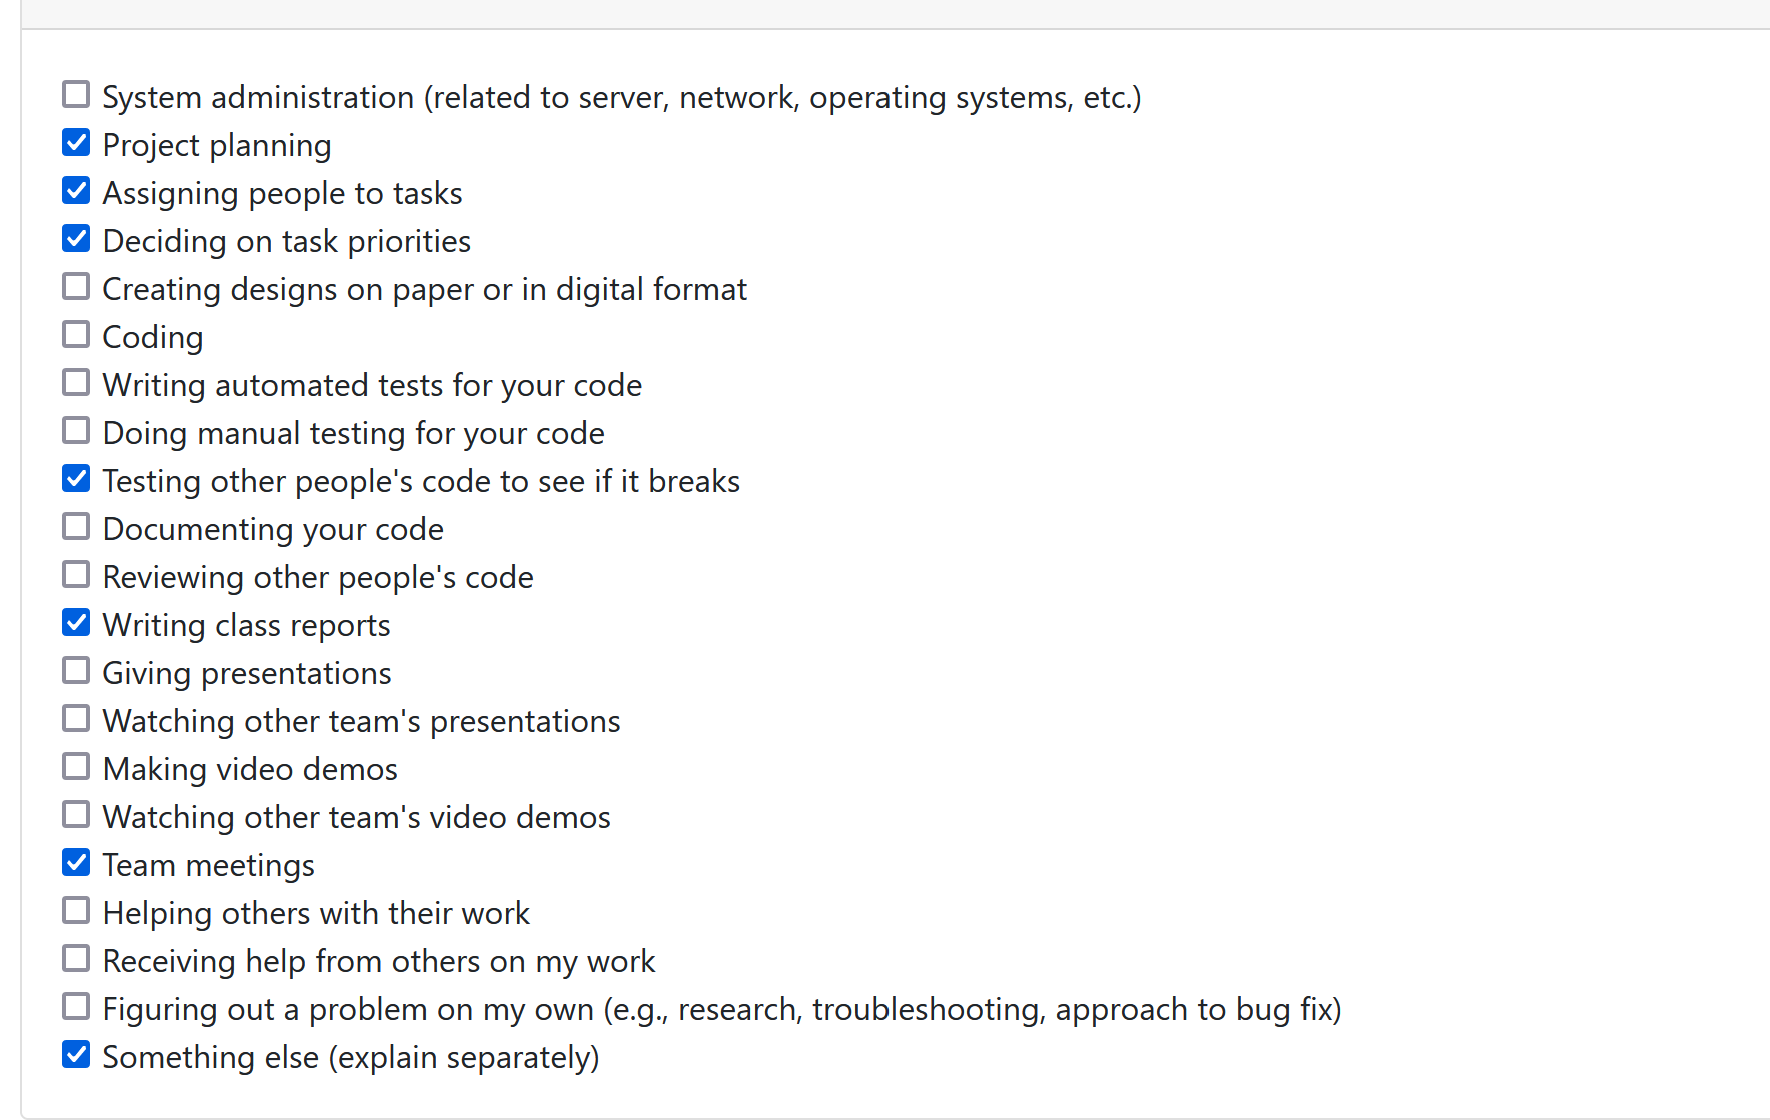 System administration (related to server, network, operating systems, etc.)
Project planning
Assigning people to tasks
Deciding on task priorities
Creating designs on paper or in digital format
Coding
Writing automated tests for your code
Doing manual testing for your code
Testing other people's code to see if it breaks
Documenting your code
Reviewing other people's code
Writing class reports
Giving presentations
Watching other team's presentations
Making video demos
Watching other team's video demos
Team meetings
Helping others with their work
Receiving help from others on my work
Figuring out a problem on my own (e.g., research, troubleshooting, approach to bug fix)
Something else (explain separately)